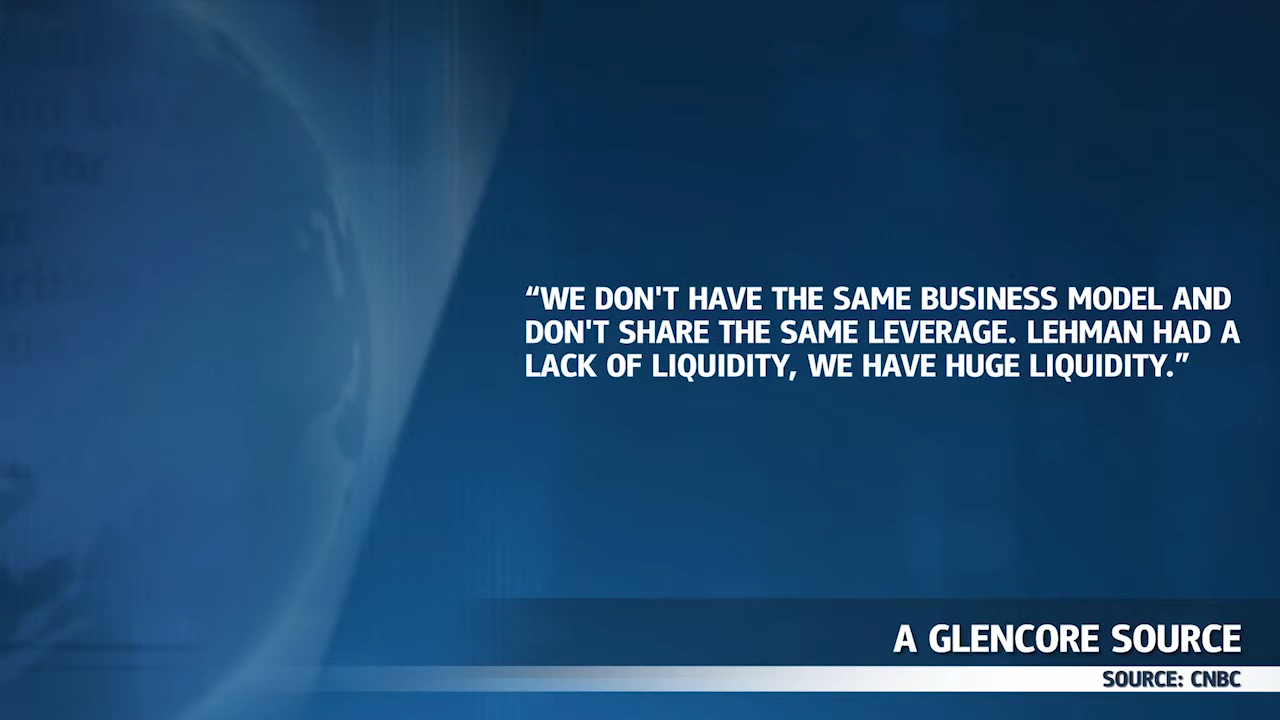 “WE DON'T HAVE THE SAME BUSINESS MODEL AND
DON'T SHARE THE SAME LEVERAGE. LEHMAN HAD A
LACK OF LIQUIDITY, WE HAVE HUGE LIQUIDITY.”
A GLENCORE SOURCE
SOURCE: CNBC